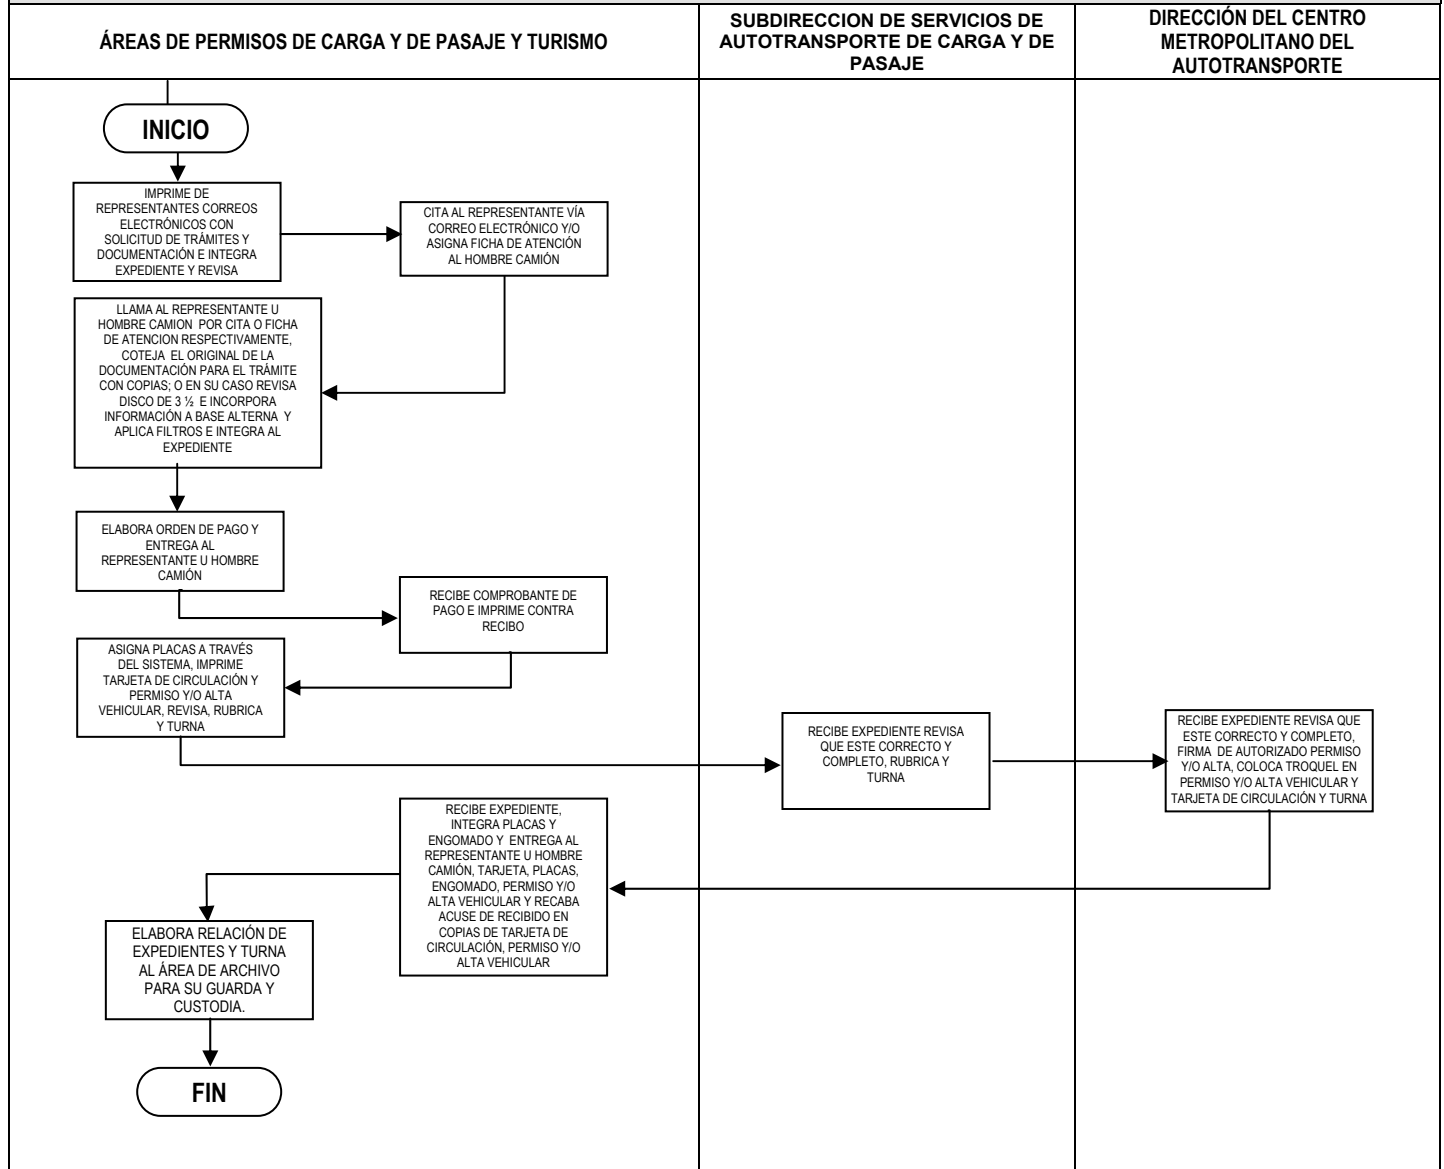 ÁREAS DE PERMISOS DE CARGA Y DE PASAJE Y TURISMO
SUBDIRECCION DE SERVICIOS DE
AUTOTRANSPORTE DE CARGA Y DE
PASAJE
DIRECCIÓN DEL CENTRO
METROPOLITANO DEL
AUTOTRANSPORTE
INICIO
IMPRIME DE
REPRESENTANTES CORREOS
ELECTRÓNICOS CON
SOLICITUD DE TRÁMITES Y
DOCUMENTACIÓN E INTEGRA
EXPEDIENTE Y REVISA
CITA AL REPRESENTANTE VÍA
CORREO ELECTRÓNICO Y/O
ASIGNA FICHA DE ATENCIÓN
AL HOMBRE CAMIÓN
LLAMA AL REPRESENTANTE U
HOMBRE CAMION POR CITA O FICHA
DE ATENCION RESPECTIVAMENTE,
COTEJA EL ORIGINAL DE LA
DOCUMENTACIÓN PARA EL TRÁMITE
CON COPIAS; O EN SU CASO REVISA
DISCO DE 3 ½ E INCORPORA
INFORMACIÓN A BASE ALTERNA Y
APLICA FILTROS E INTEGRA AL
EXPEDIENTE
ELABORA ORDEN DE PAGO Y
ENTREGA AL
REPRESENTANTE U HOMBRE
CAMIÓN
RECIBE COMPROBANTE DE
PAGO E IMPRIME CONTRA
RECIBO
ASIGNA PLACAS A TRAVÉS
DEL SISTEMA, IMPRIME
TARJETA DE CIRCULACIÓN Y
PERMISO Y/O ALTA
VEHICULAR, REVISA, RUBRICA
Y TURNA
RECIBE EXPEDIENTE REVISA
QUE ESTE CORRECTO Y
COMPLETO, RUBRICA Y
TURNA
RECIBE EXPEDIENTE REVISA QUE
ESTE CORRECTO Y COMPLETO,
FIRMA DE AUTORIZADO PERMISO
Y/O ALTA, COLOCA TROQUEL EN
PERMISO Y/O ALTA VEHICULAR Y
TARJETA DE CIRCULACIÓN Y TURNA
RECIBE EXPEDIENTE,
INTEGRA PLACAS Y
ENGOMADO Y ENTREGA AL
REPRESENTANTE U HOMBRE
CAMIÓN, TARJETA, PLACAS,
ENGOMADO, PERMISO Y/O
ALTA VEHICULAR Y RECABA
ACUSE DE RECIBIDO EN
COPIAS DE TARJETA DE
CIRCULACIÓN, PERMISO Y/O
ALTA VEHICULAR
ELABORA RELACIÓN DE
EXPEDIENTES Y TURNA
AL ÁREA DE ARCHIVO
PARA SU GUARDA Y
CUSTODIA.
FIN